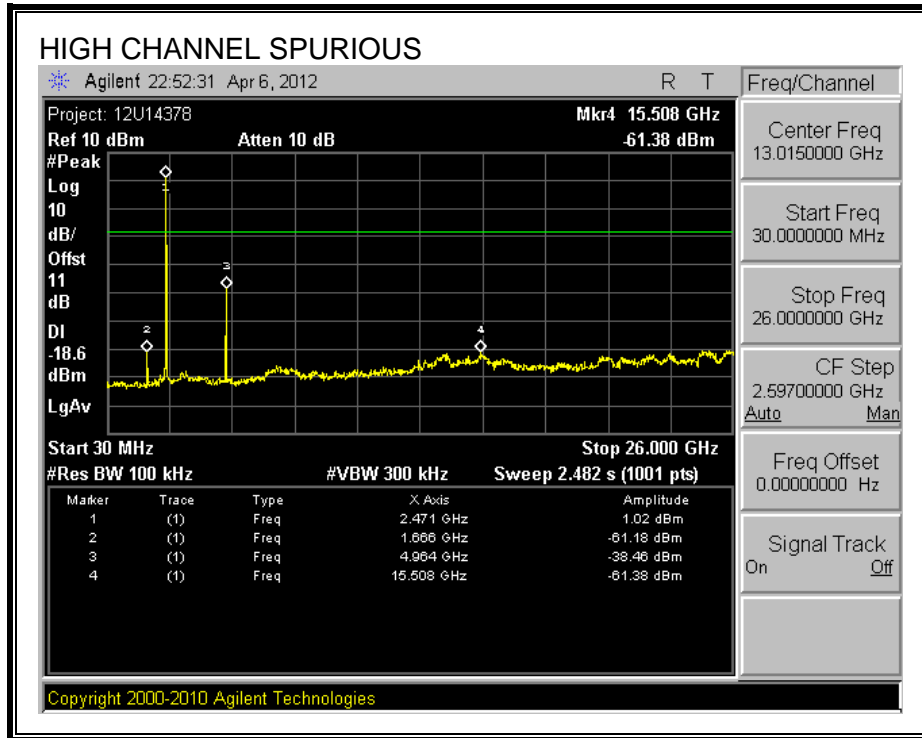 HIGH CHANNEL SPURIOUS
Agilent 22:52:31 Apr 6, 2012 R T
Project: 12U14378 Mkr4 15.508 GHz
Ref 10 dBm Atten 10 dB -61.38 dBm
#Peak
Log
10
dB/
Offst
11
dB
DI
-18.6
dBm
LgAv
1
2
3
4
Start 30 MHz Stop 26.000 GHz
#Res BW 100 kHz #VBW 300 kHz Sweep 2.482 s (1001 pts)
Marker Trace Type X Axis Amplitude
1 (1) Freq 2.471 GHz 1.02 dBm
2 (1) Freq 1.666 GHz -61.18 dBm
3 (1) Freq 4.964 GHz -38.46 dBm
4 (1) Freq 15.508 GHz -61.38 dBm
Copyright 2000-2010 Agilent Technologies
Freq/Channel
Center Freq
13.0150000 GHz
Start Freq
30.0000000 MHz
Stop Freq
26.0000000 GHz
CF Step
2.59700000 GHz
Auto Man
Freq Offset
0.00000000 Hz
Signal Track
On Off